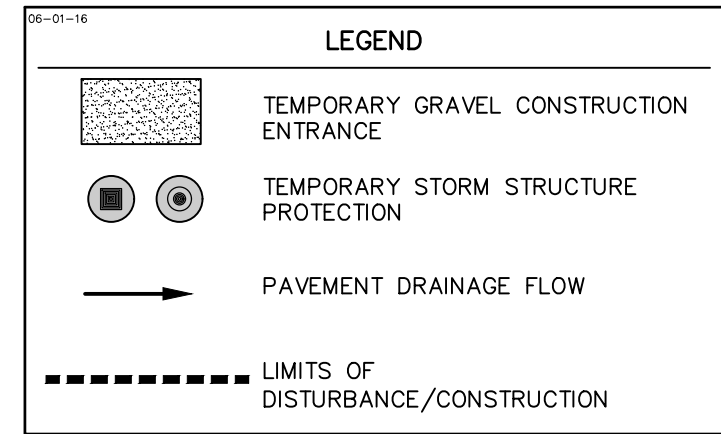 06-01-16
LEGEND
TEMPORARY GRAVEL CONSTRUCTION
ENTRANCE
TEMPORARY STORM STRUCTURE
PROTECTION
PAVEMENT DRAINAGE FLOW
LIMITS OF
DISTURBANCE/CONSTRUCTION